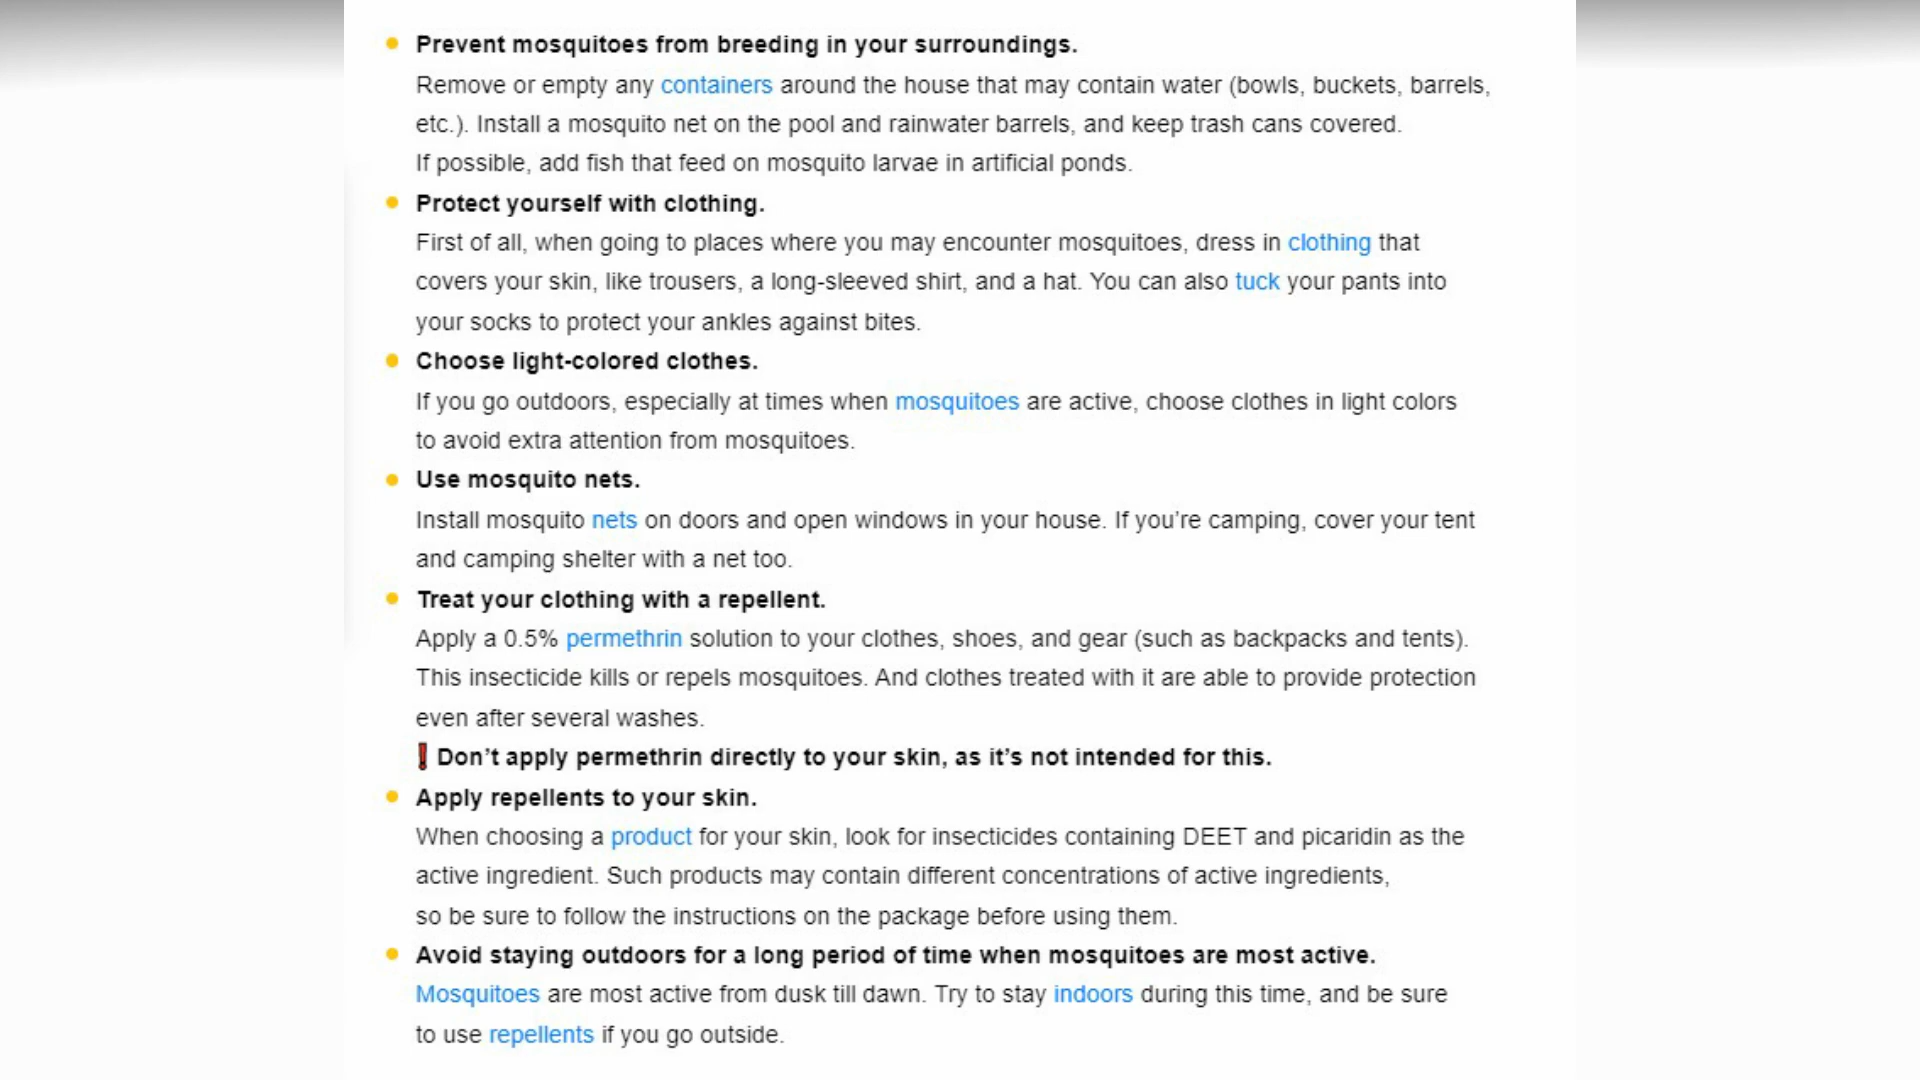 Prevent mosquitoes from breeding in your surroundings.
Remove or empty any containers around the house that may contain water (bowls, buckets, barrels,
etc.). Install a mosquito net on the pool and rainwater barrels, and keep trash cans covered.
If possible, add fish that feed on mosquito larvae in artificial ponds.
Protect yourself with clothing.
First of all, when going to places where you may encounter mosquitoes, dress in clothing that
covers your skin, like trousers, a long-sleeved shirt, and a hat. You can also tuck your pants into
your socks to protect your ankles against bites.
Choose light-colored clothes.
If you go outdoors, especially at times when mosquitoes are active, choose clothes in light colors
to avoid extra attention from mosquitoes.
Use mosquito nets.
Install mosquito nets on doors and open windows in your house. If you’re camping, cover your tent
and camping shelter with a net too.
Treat your clothing with a repellent.
Apply a 0.5% permethrin solution to your clothes, shoes, and gear (such as backpacks and tents).
This insecticide kills or repels mosquitoes. And clothes treated with it are able to provide protection
even after several washes.
❗Don’t apply permethrin directly to your skin, as it’s not intended for this.
Apply repellents to your skin.
When choosing a product for your skin, look for insecticides containing DEET and picaridin as the
active ingredient. Such products may contain different concentrations of active ingredients,
so be sure to follow the instructions on the package before using them.
Avoid staying outdoors for a long period of time when mosquitoes are most active.
Mosquitoes are most active from dusk till dawn. Try to stay indoors during this time, and be sure
to use repellents if you go outside.